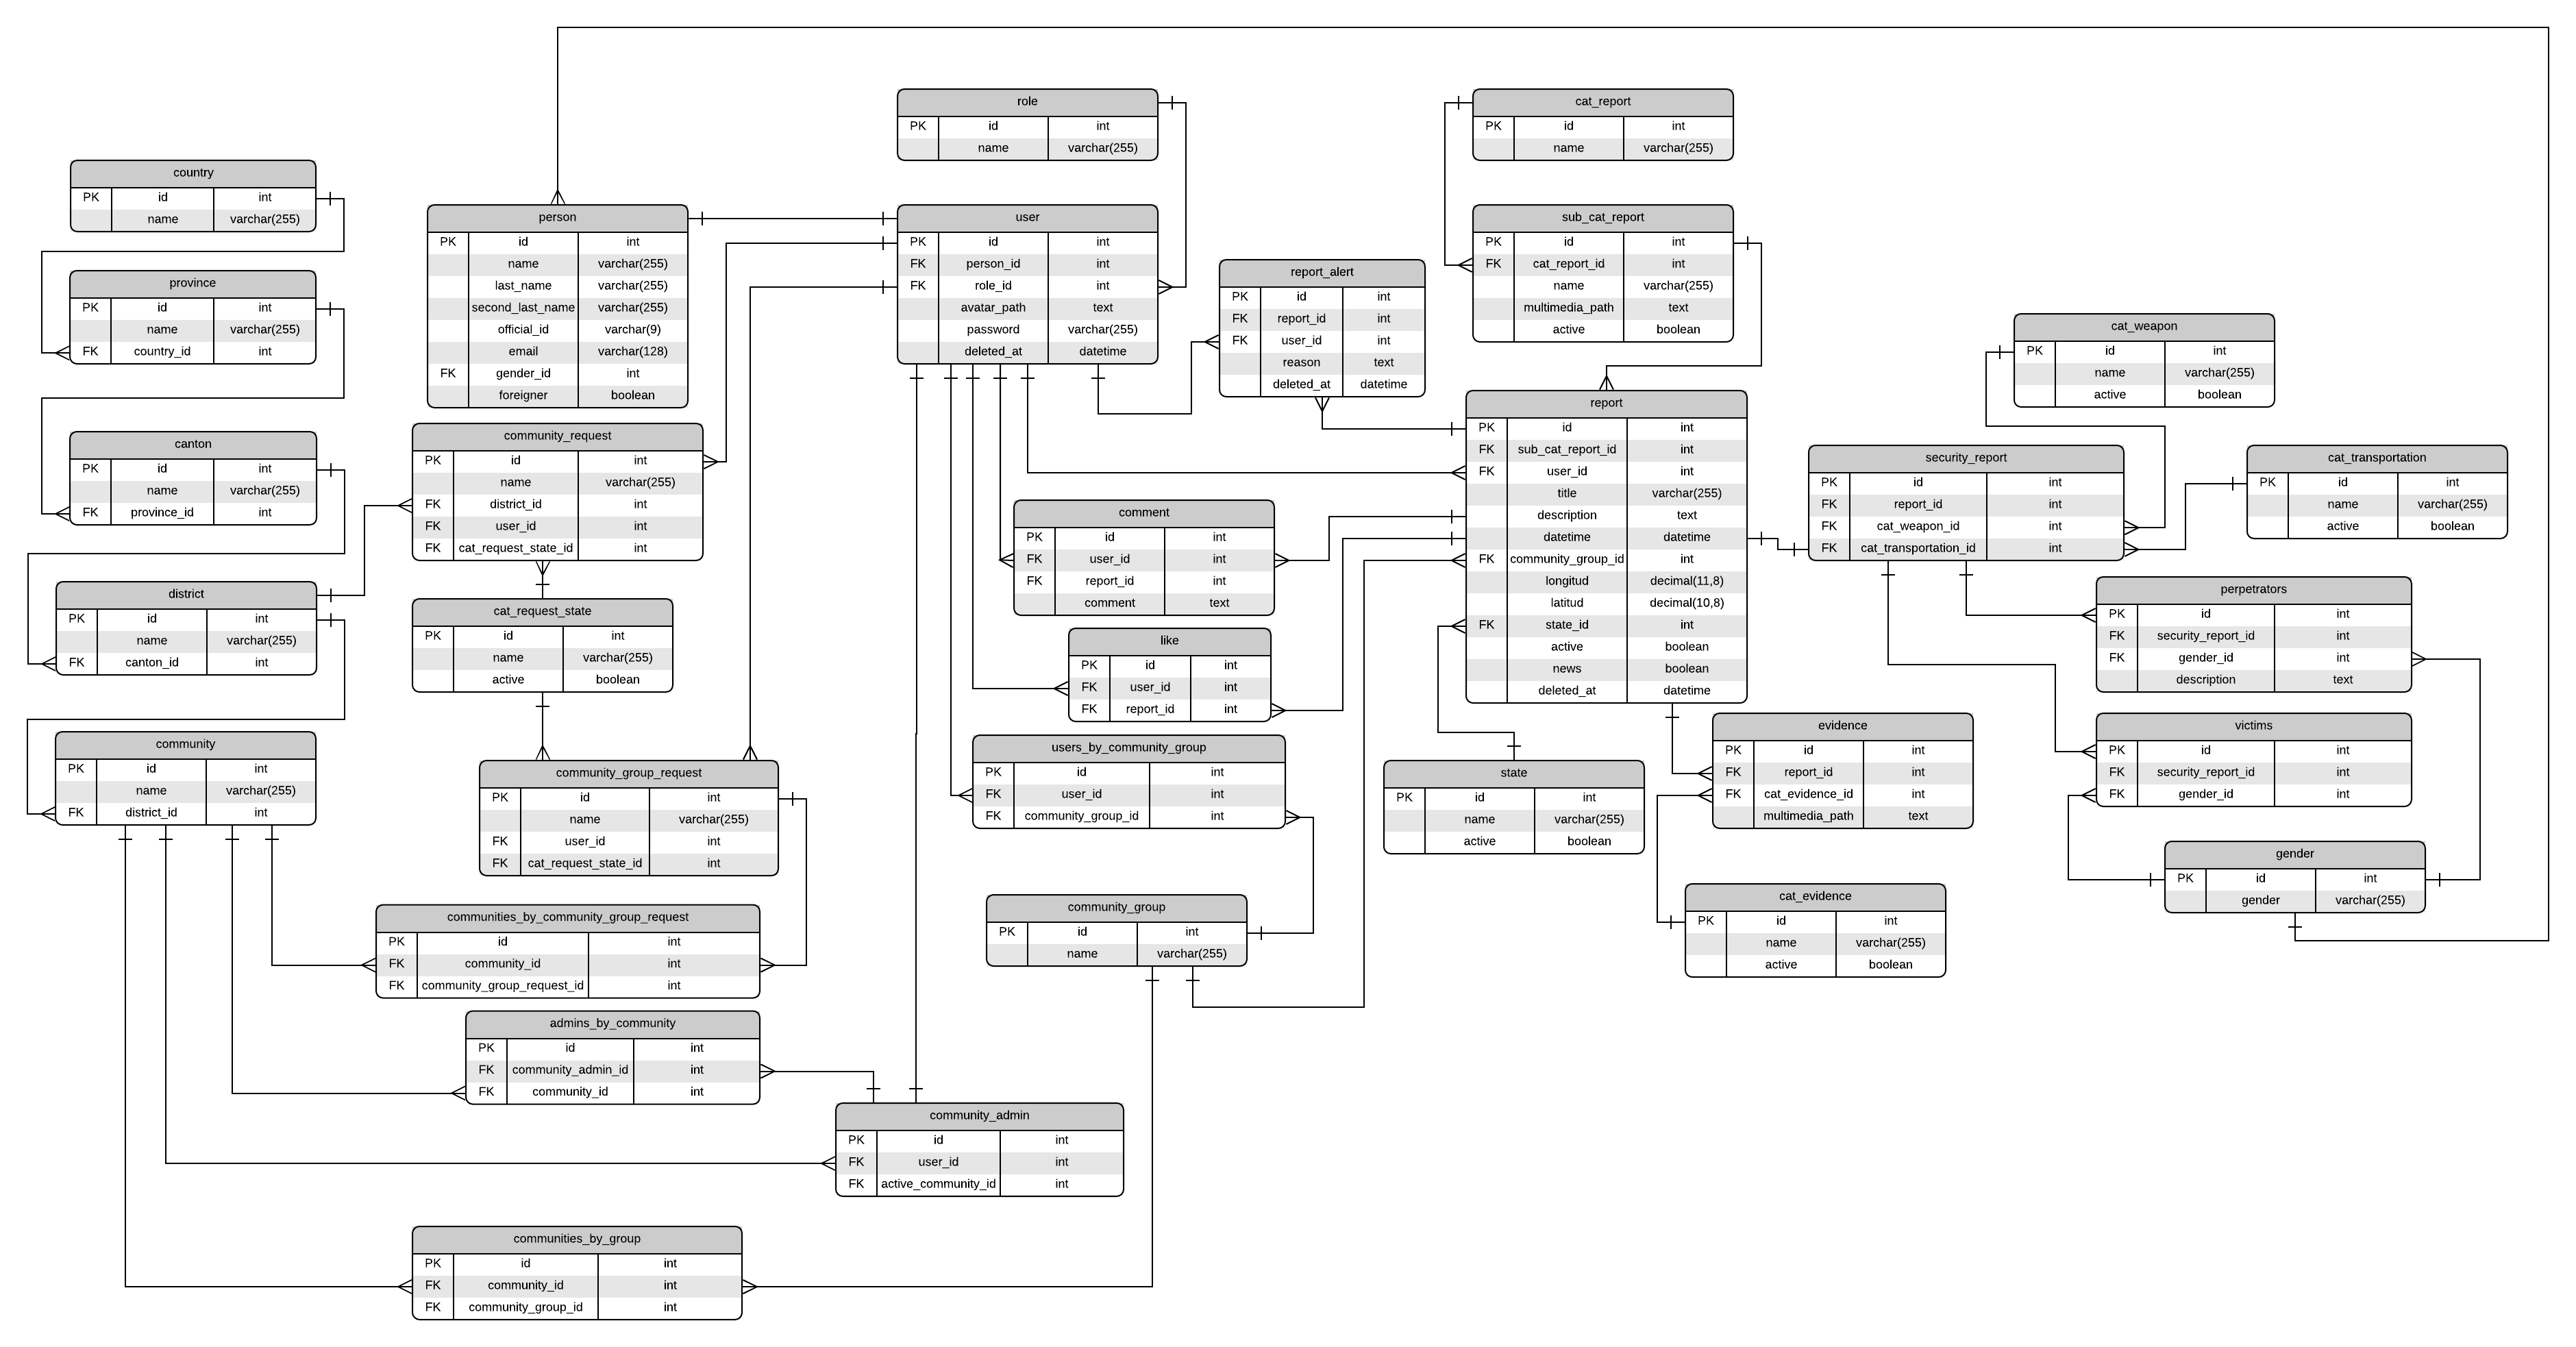 country
PK id int
name varchar(255)
province
PK id int
name varchar(255)
FK country_id int
canton
PK id int
name varchar(255)
FK province_id int
district
PK id int
name varchar(255)
FK canton_id int
community
PK id int
name varchar(255)
FK district_id int
person
PK id int
name varchar(255)
last_name varchar(255)
second_last_name varchar(255)
official_id varchar(9)
email varchar(128)
FK gender_id int
foreigner boolean
community_request
PK id int
name varchar(255)
FK district_id int
FK user_id int
FK cat_request_state_id int
cat_request_state
PK id int
name varchar(255)
active boolean
community_group_request
PK id int
name varchar(255)
FK user_id int
FK cat_request_state_id int
communities_by_community_group_request
PK id int
FK community_id int
FK community_group_request_id int
admins_by_community
PK id int
FK community_admin_id int
FK community_id int
community_admin
PK id int
FK user_id int
FK active_community_id int
communities_by_group
PK id int
FK community_id int
FK community_group_id int
role
PK id int
name varchar(255)
user
PK id int
FK person_id int
FK role_id int
avatar_path text
password varchar(255)
deleted_at datetime
report_alert
PK id int
FK report_id int
FK user_id int
reason text
deleted_at datetime
comment
PK id int
FK user_id int
FK report_id int
comment text
like
PK id int
FK user_id int
FK report_id int
users_by_community_group
PK id int
FK user_id int
FK community_group_id int
community_group
PK id int
name varchar(255)
cat_report
PK id int
name varchar(255)
sub_cat_report
PK id int
FK cat_report_id int
name varchar(255)
multimedia_path text
active boolean
report
PK id int
FK sub_cat_report_id int
FK user_id int
title varchar(255)
description text
datetime datetime
FK community_group_id int
longitud decimal(11,8)
latitud decimal(10,8)
FK state_id int
active boolean
news boolean
deleted_at datetime
state
PK id int
name varchar(255)
active boolean
evidence
PK id int
FK report_id int
FK cat_evidence_id int
multimedia_path text
cat_evidence
PK id int
name varchar(255)
active boolean
cat_weapon
PK id int
name varchar(255)
active boolean
security_report
PK id int
FK report_id int
FK cat_weapon_id int
FK cat_transportation_id int
cat_transportation
PK id int
name varchar(255)
active boolean
perpetrators
PK id int
FK security_report_id int
FK gender_id int
description text
victims
PK id int
FK security_report_id int
FK gender_id int
gender
PK id int
gender varchar(255)